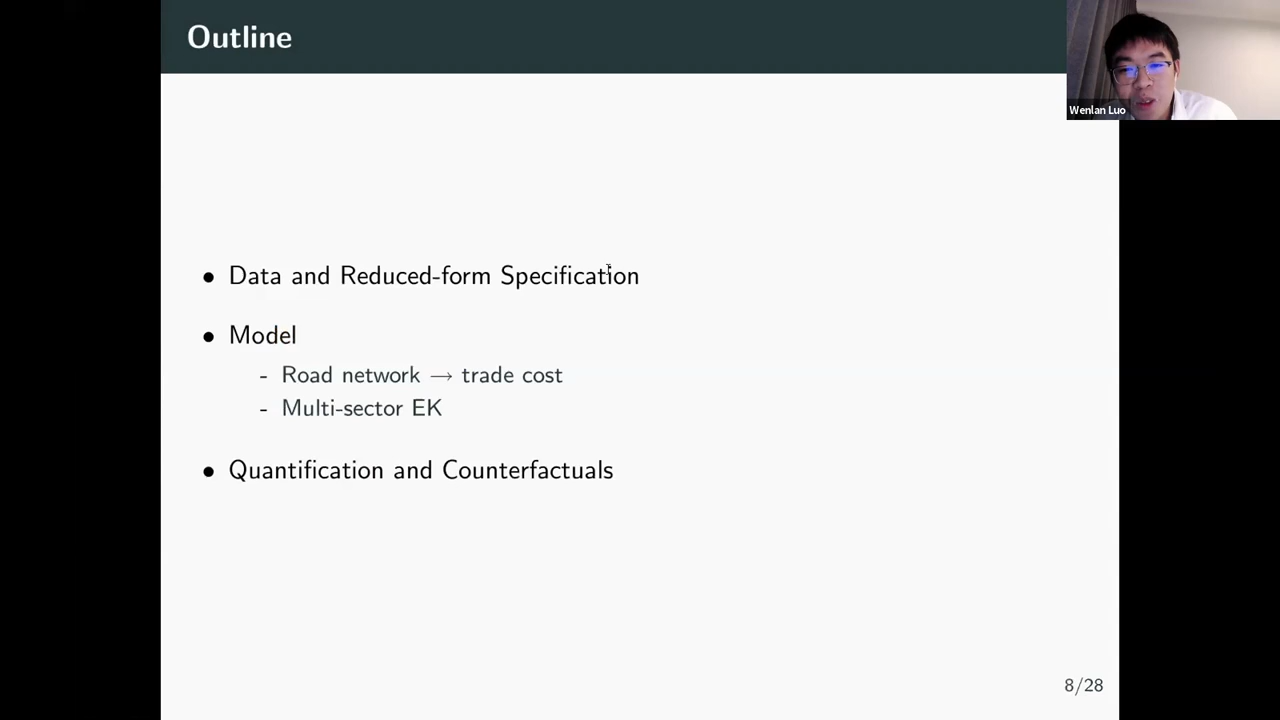 Outline
Wenlan Luo
• Data and Reduced-form Specification
• Model
- Road network → trade cost
- Multi-sector EK
• Quantification and Counterfactuals
8/28